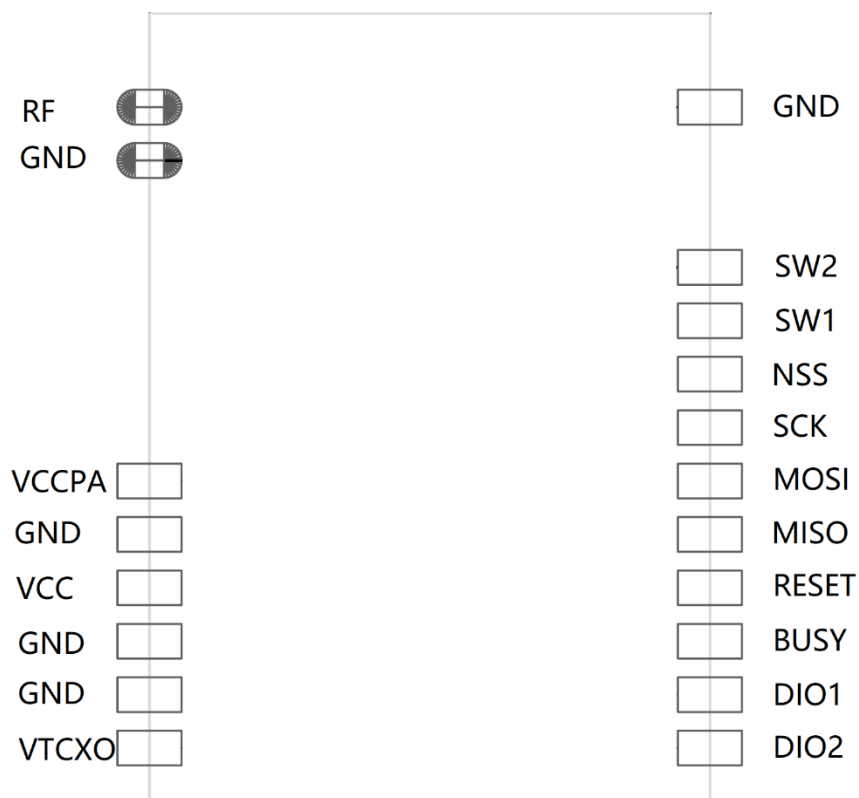 RF
GND
VCCPA
GND
VCC
GND
GND
VTCXO
GND
SW2
SW1
NSS
SCK
MOSI
MISO
RESET
BUSY
DIO1
DIO2